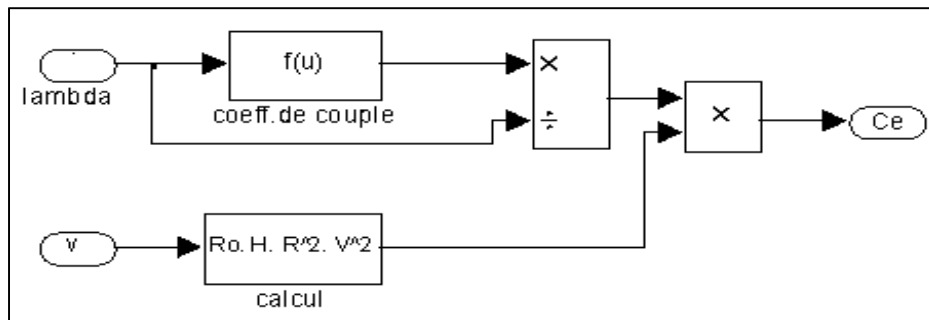 lambda
f(u)
coeff.de couple
×
÷
×
Ce
v
Ro. H. R^2. V^2
calcul